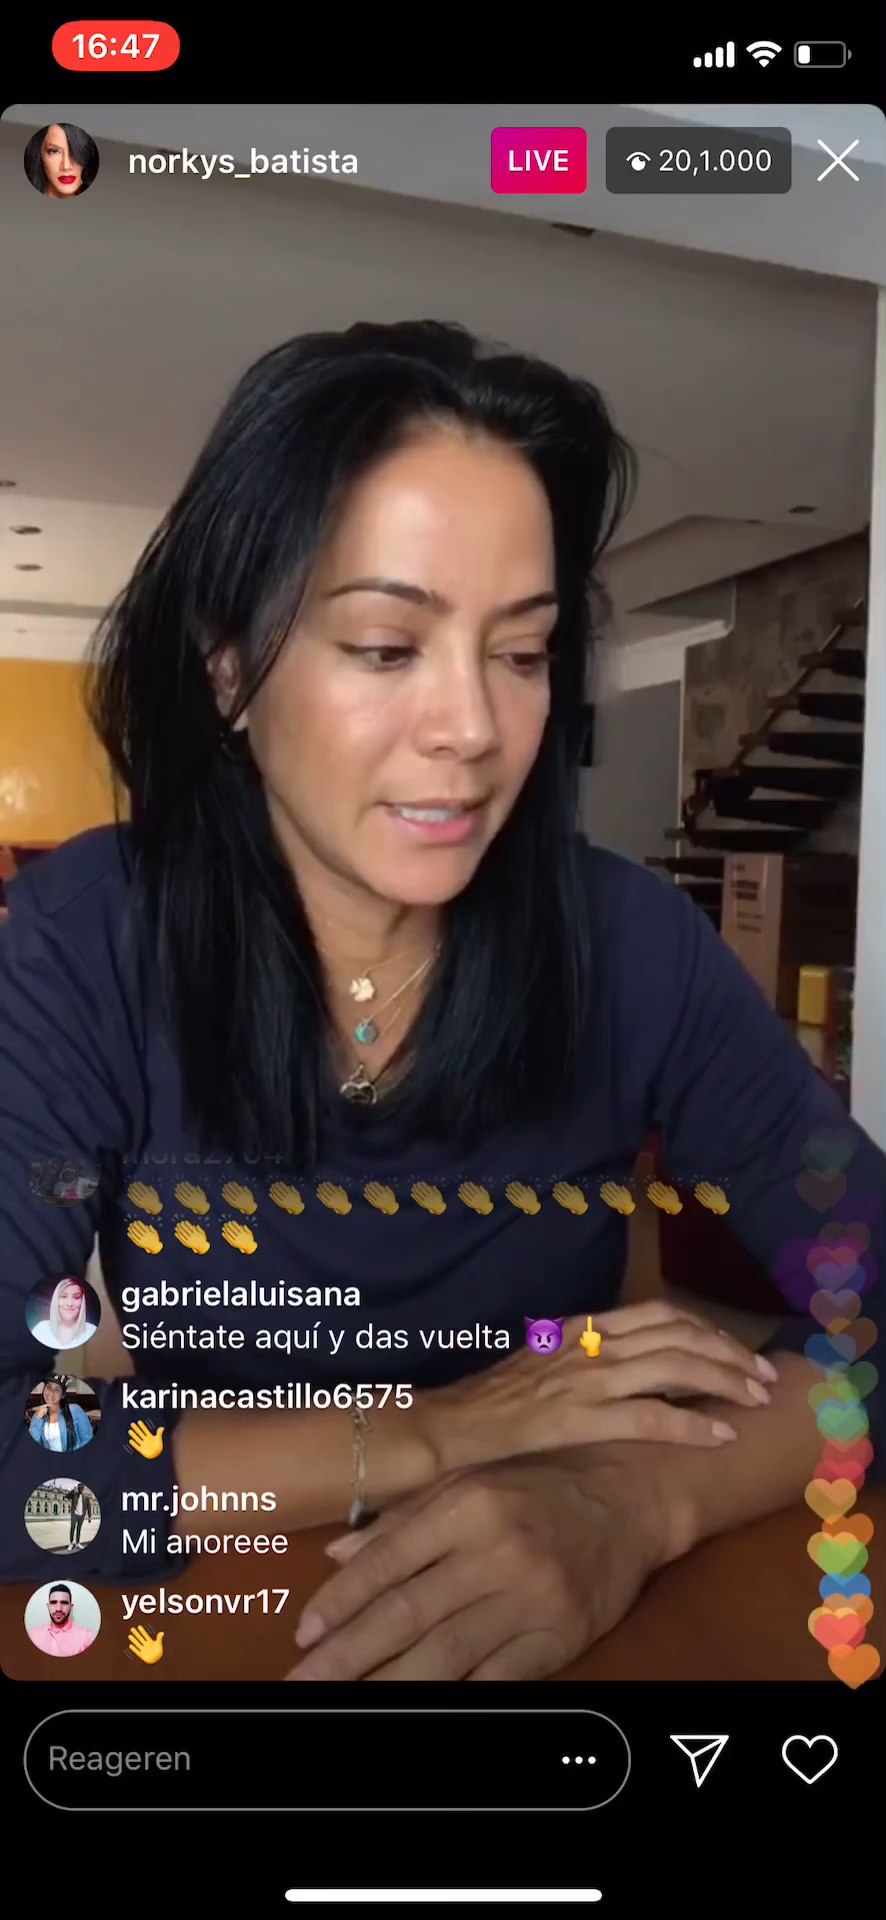 16:47
norkys_batista
LIVE
20,1.000
gabrielaluisana
Siéntate aquí y das vuelta
karinacastillo6575
mr.johnns
Mi anoreee
yelsonvr17
Reageren